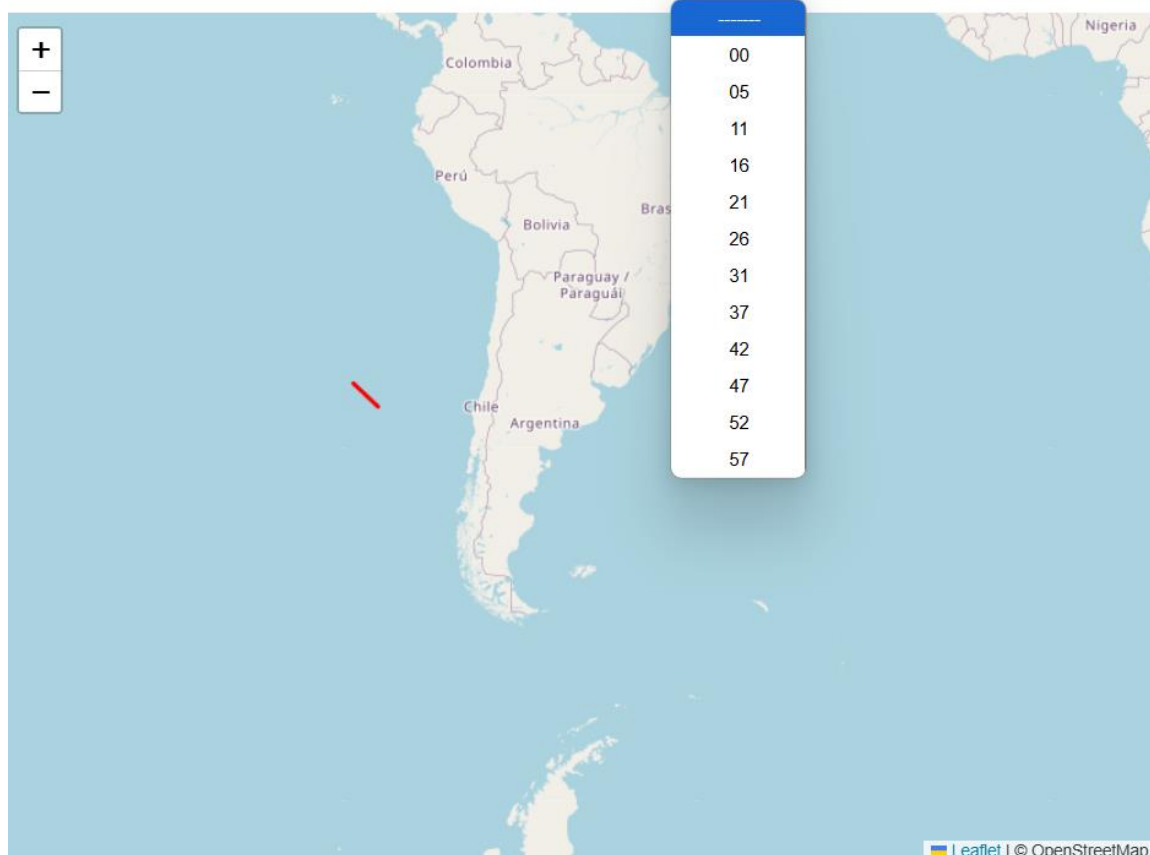 -------
00
05
11
16
21
26
31
37
42
47
52
57
+
−
Nigeria
Colombia
Perú
Bolivia
Bras
Paraguay /
Paraguái
Chile
Argentina
Leaflet | © OpenStreetMap